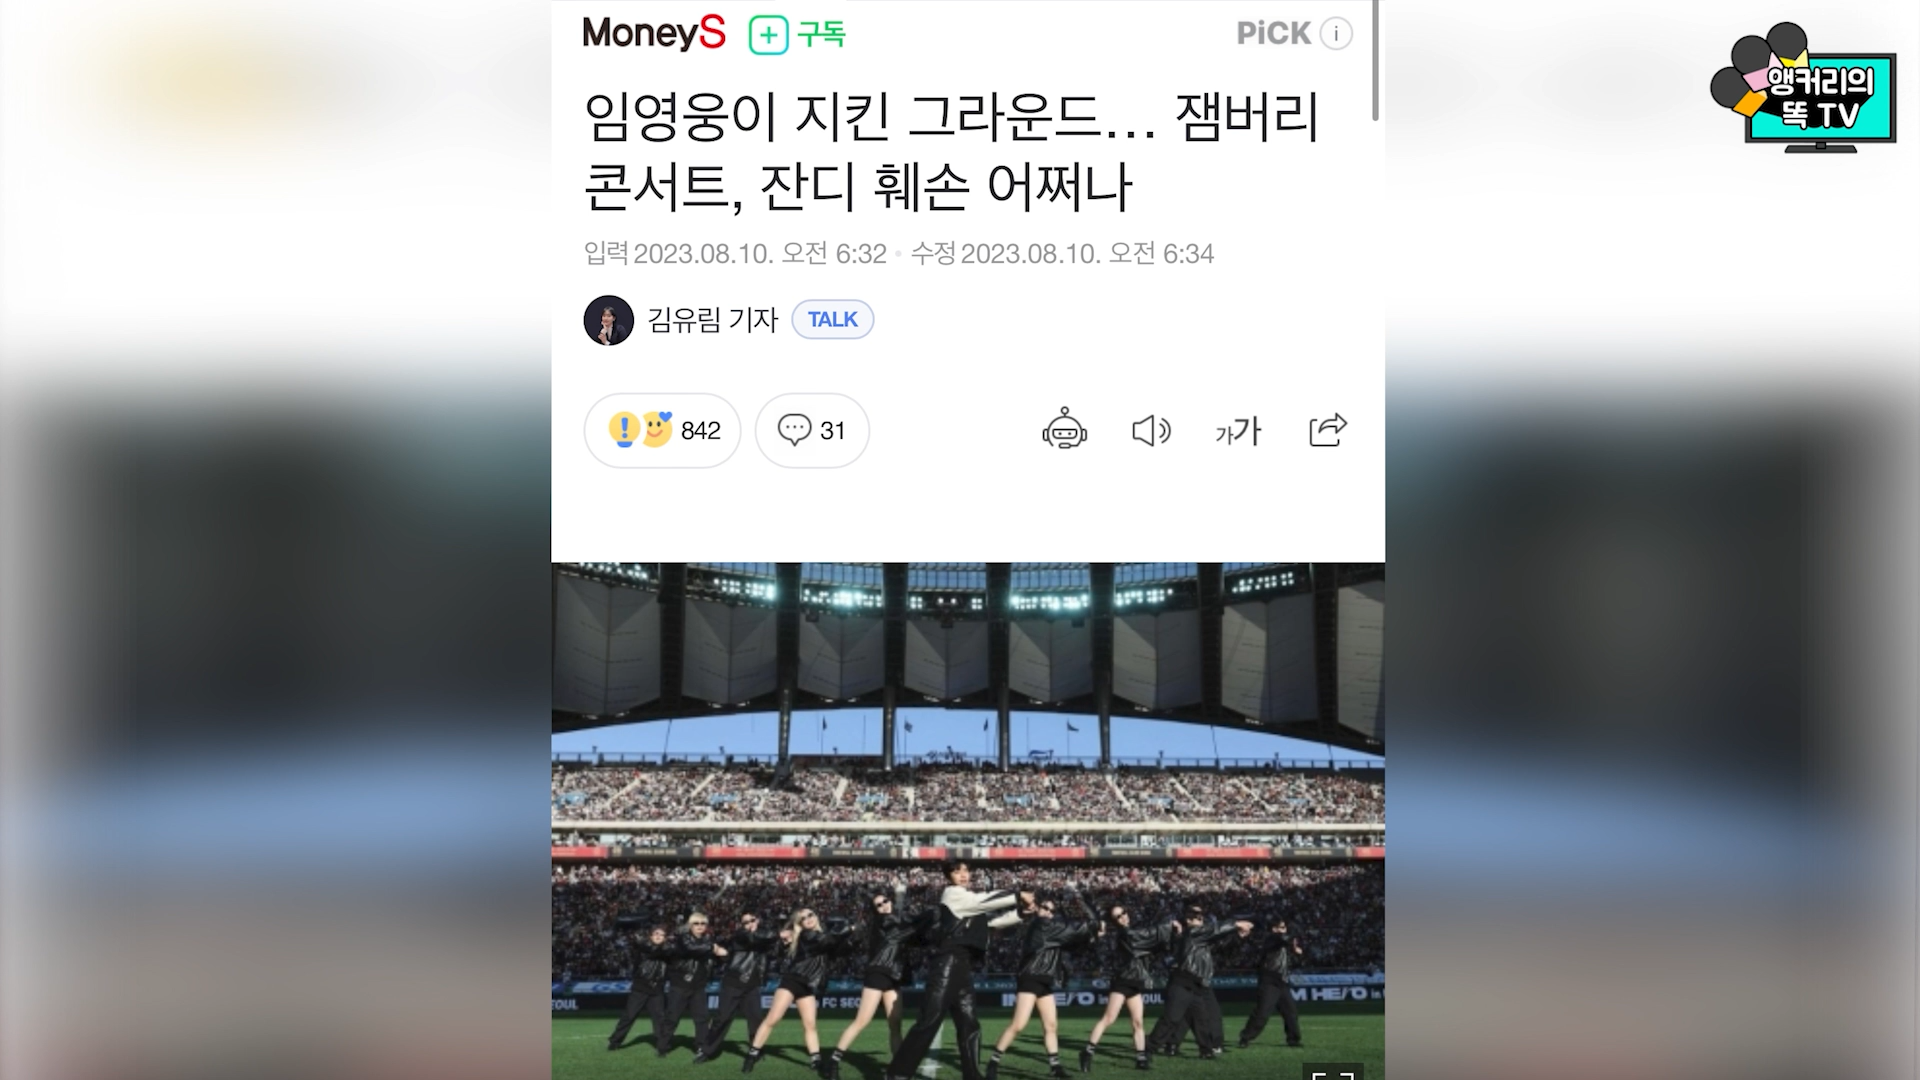 MoneyS + 구독
PiCK i
앵커리의
똑 TV
임영웅이 지킨 그라운드… 잼버리
콘서트, 잔디 훼손 어쩌나
입력 2023.08.10. 오전 6:32 · 수정 2023.08.10. 오전 6:34
김유림 기자 TALK
842
31
가가
FC SEO